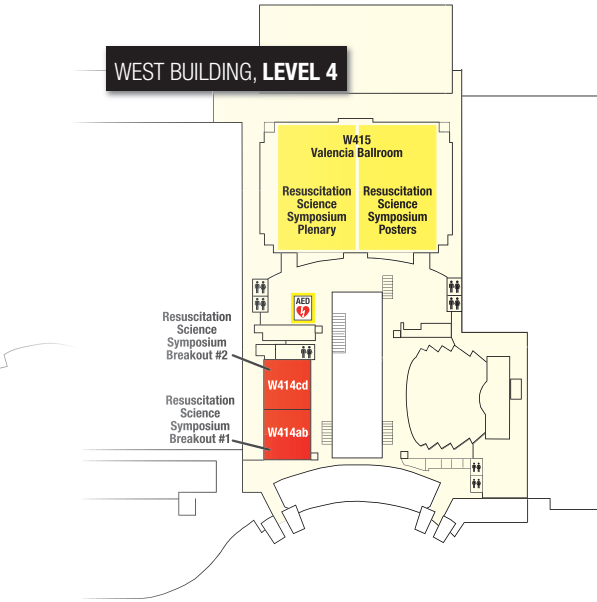 WEST BUILDING, LEVEL 4
W415
Valencia Ballroom
Resuscitation
Science
Symposium
Plenary
Resuscitation
Science
Symposium
Posters
AED
Resuscitation
Science
Symposium
Breakout #2
W414cd
Resuscitation
Science
Symposium
Breakout #1
W414ab